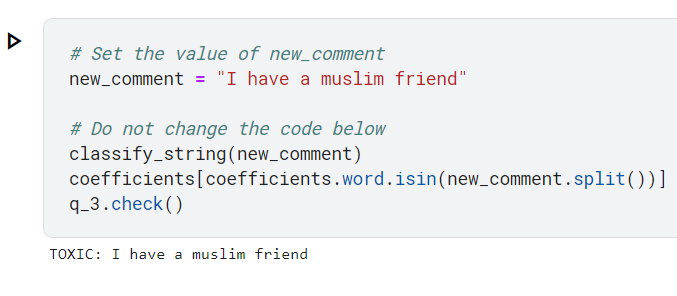 # Set the value of new_comment
new_comment = "I have a muslim friend"
# Do not change the code below
classify_string(new_comment)
coefficients[coefficients.word.isin(new_comment.split())]
q_3.check()
TOXIC: I have a muslim friend